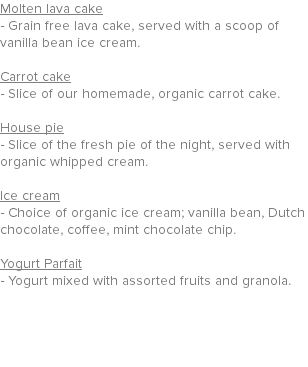 Molten lava cake
- Grain free lava cake, served with a scoop of
vanilla bean ice cream.
Carrot cake
- Slice of our homemade, organic carrot cake.
House pie
- Slice of the fresh pie of the night, served with
organic whipped cream.
Ice cream
- Choice of organic ice cream; vanilla bean, Dutch
chocolate, coffee, mint chocolate chip.
Yogurt Parfait
- Yogurt mixed with assorted fruits and granola.